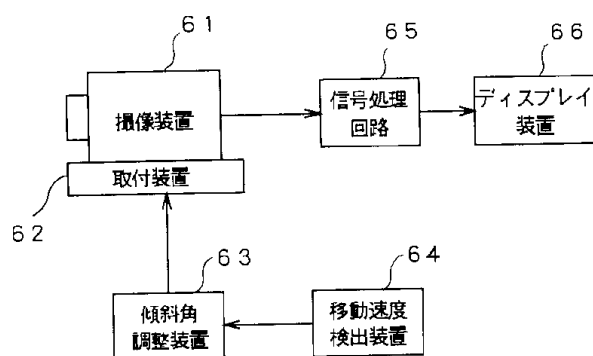 61
撮像装置
取付装置
62
65
信号処理
回路
66
ディスプレイ
装置
63
傾斜角
調整装置
64
移動速度
検出装置